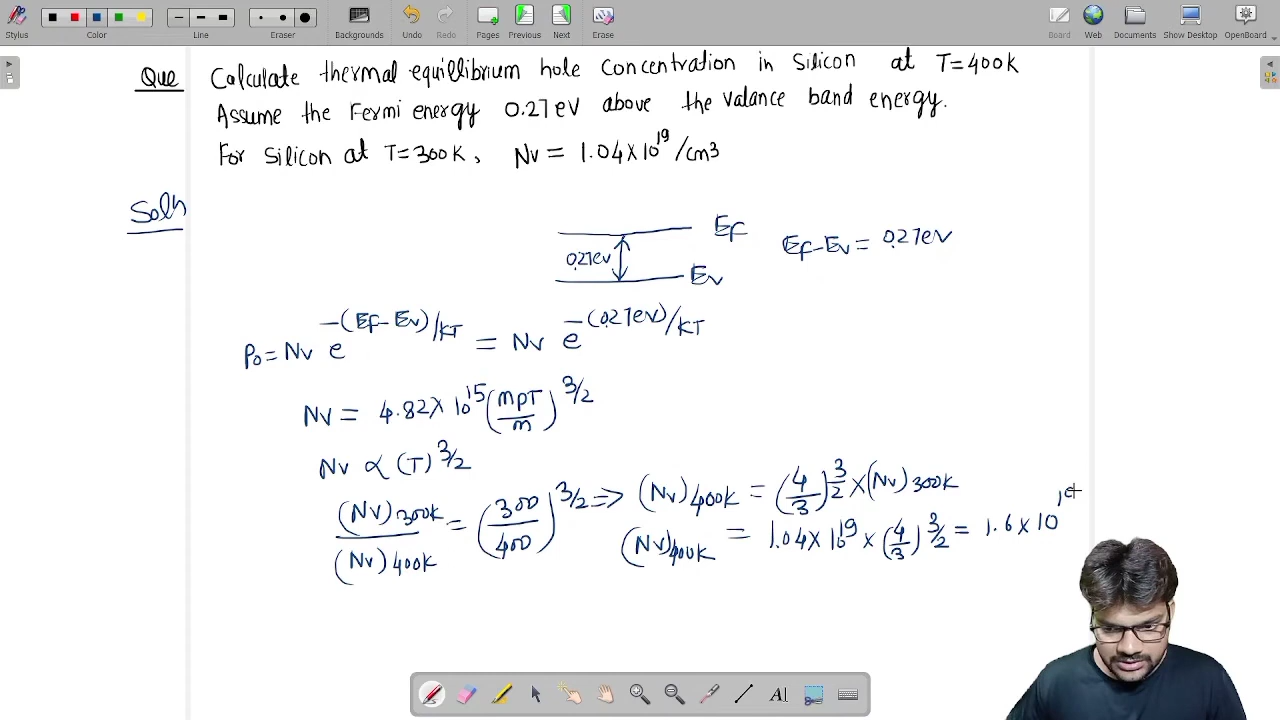 Stylus Color Line Eraser Backgrounds Undo Redo Pages Previous Next Erase Board Web Documents Show Desktop OpenBoard
Que Calculate thermal equillibrium hole concentration in silicon at T=400K
Assume the Fermi energy 0.27 eV above the valance band energy.
For silicon at T=300K, Nv = 1.04×10^19/cm3
Soln
Ef
0.27ev
Ev
Ef-Ev = 0.27ev
Po = Nv e^-(Ef-Ev)/KT = Nv e^-(0.27ev)/KT
Nv = 4.82×10^15 (mpT/m)^3/2
Nv ∝ (T)^3/2
(Nv)300K/(Nv)400K = (300/400)^3/2 => (Nv)400K = (4/3)^3/2 × (Nv)300K
(Nv)400K = 1.04×10^19 × (4/3)^3/2 = 1.6×10
AI